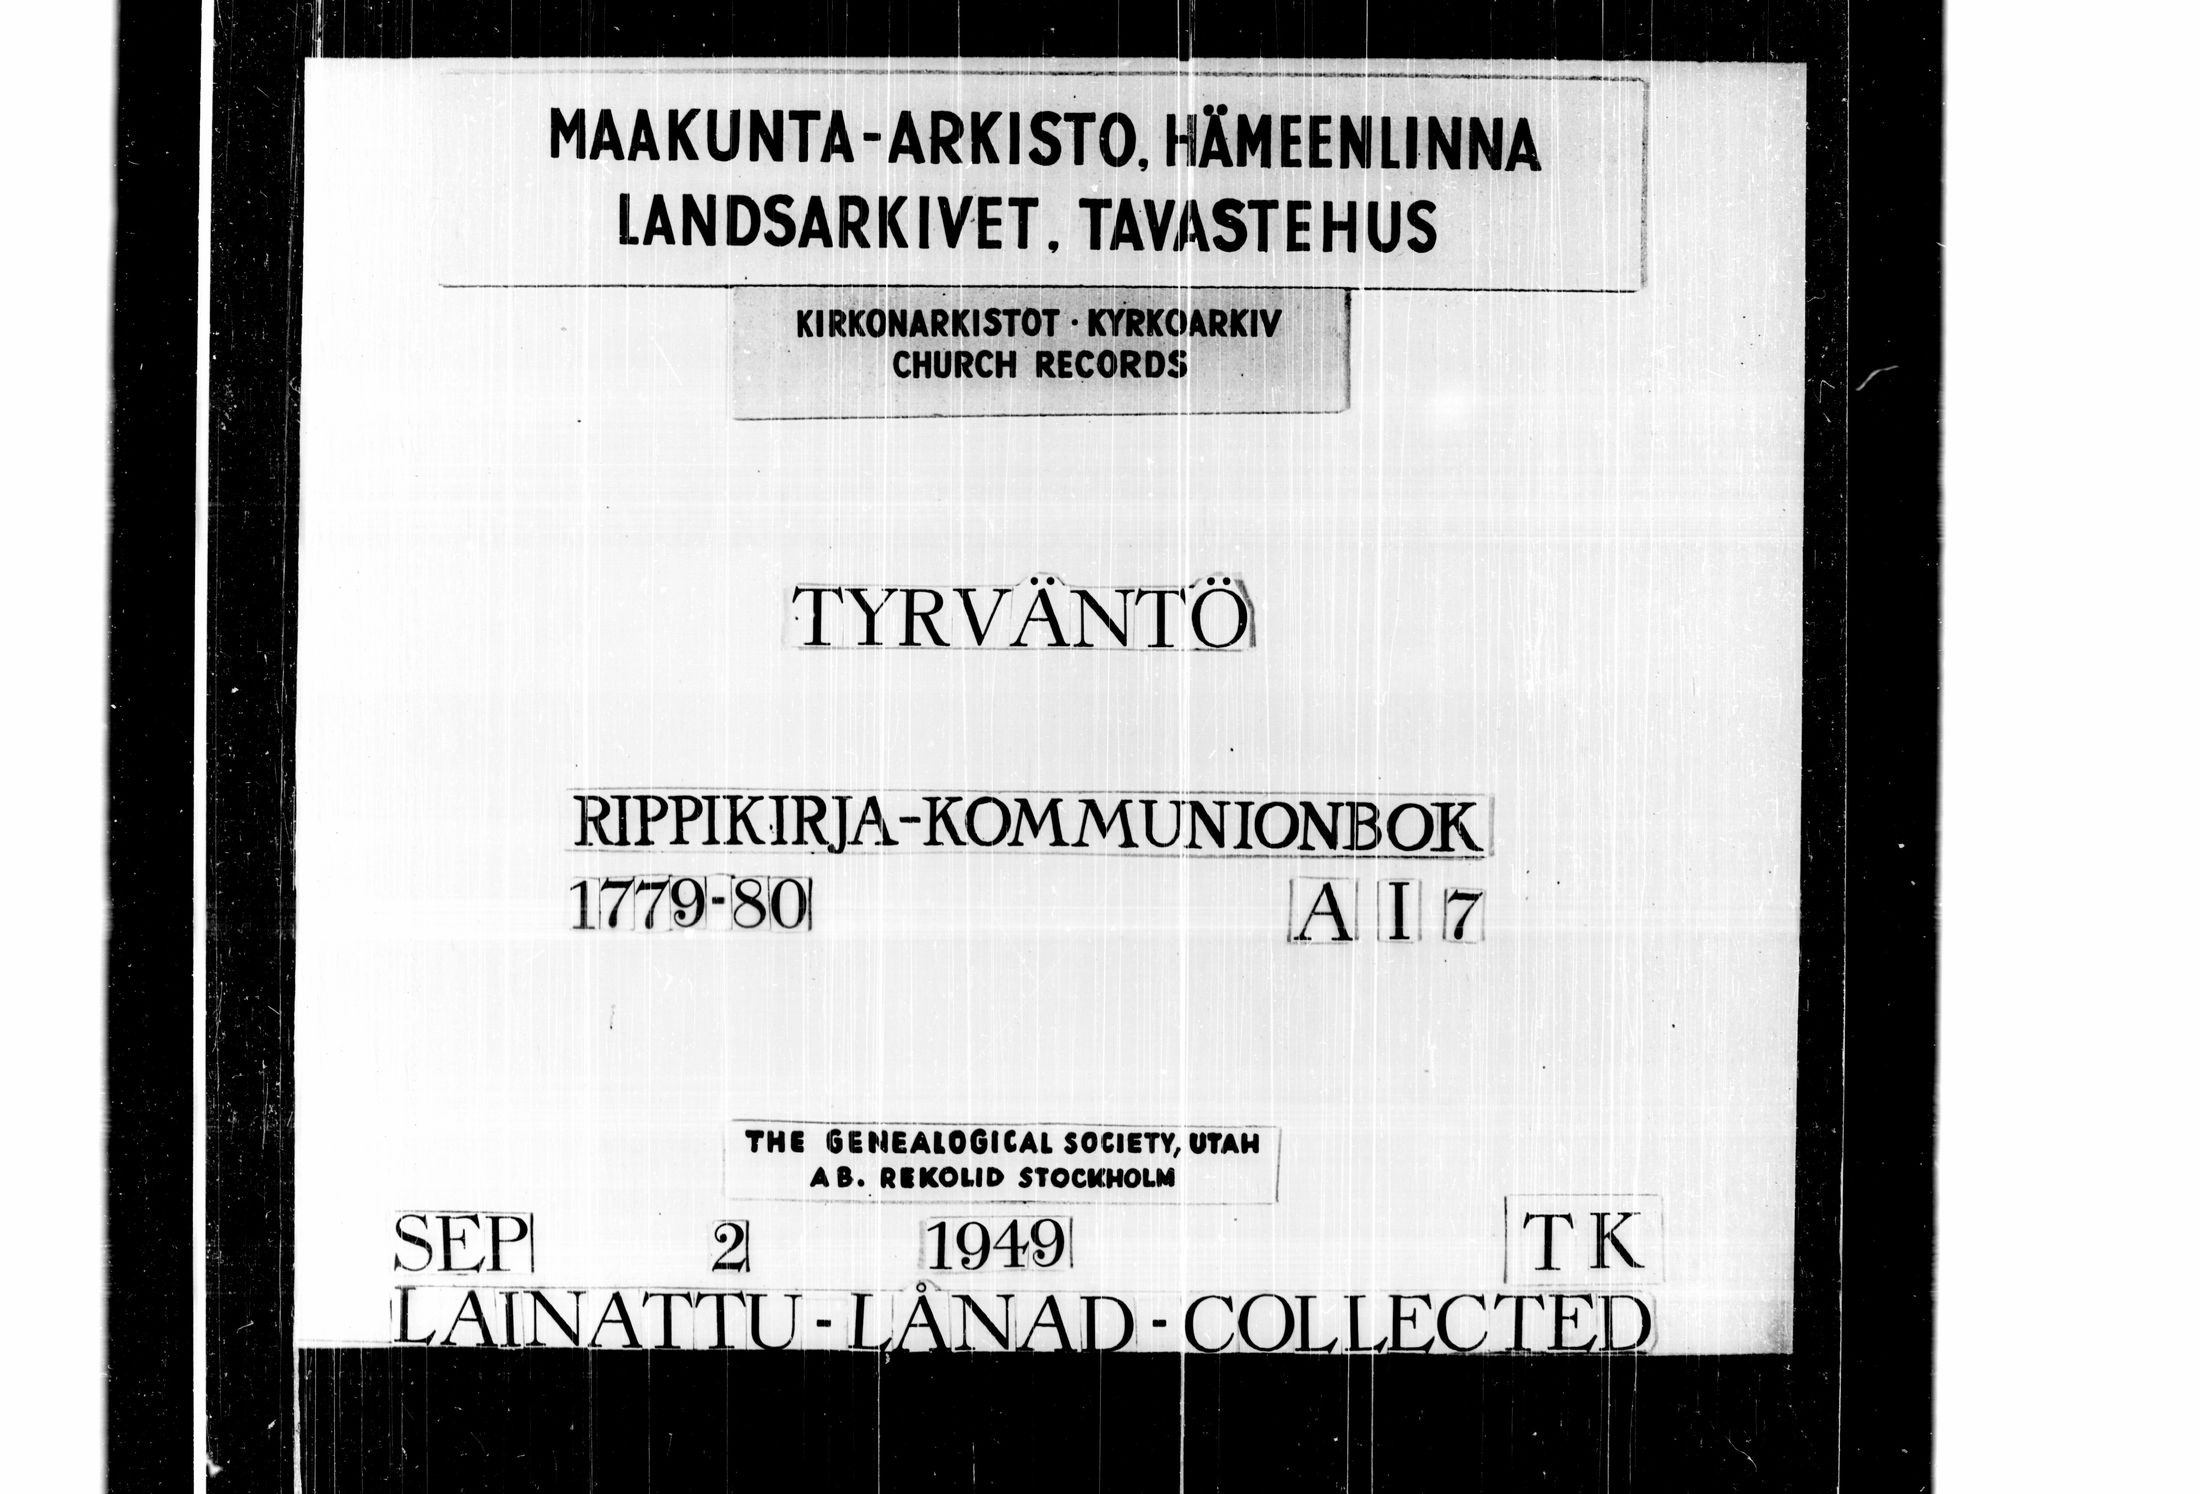 MAAKUNTA-ARKISTO, HÄMEENLINNA
LANDSARKIVET, TAVASTEHUS
KIRKONARKISTOT · KYRKOARKIV
CHURCH RECORDS
TYRVÄNTÖ
RIPPIKIRJA-KOMMUNIONBOK
1779-80 A I 7
THE GENEALOGICAL SOCIETY, UTAH
AB. REKOLID STOCKHOLM
SEP 2 1949 TK
LAINATTU-LÅNAD-COLLECTED